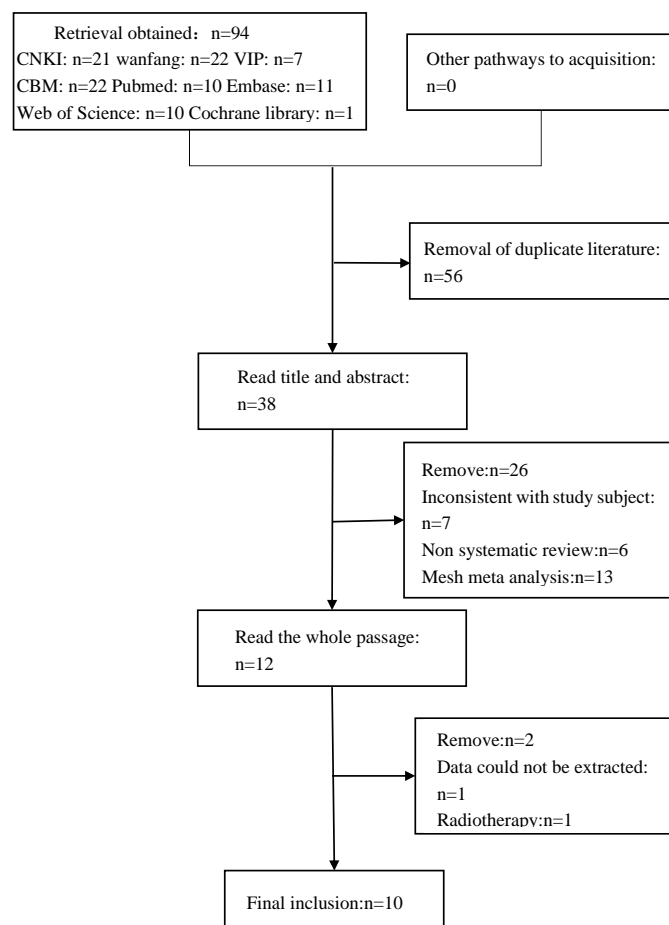 Retrieval obtained：n=94
CNKI: n=21 wanfang: n=22 VIP: n=7
CBM: n=22 Pubmed: n=10 Embase: n=11
Web of Science: n=10 Cochrane library: n=1
Other pathways to acquisition:
n=0
Removal of duplicate literature:
n=56
Read title and abstract:
n=38
Remove:n=26
Inconsistent with study subject:
n=7
Non systematic review:n=6
Mesh meta analysis:n=13
Read the whole passage:
n=12
Remove:n=2
Data could not be extracted:
n=1
Radiotherapy:n=1
Final inclusion:n=10